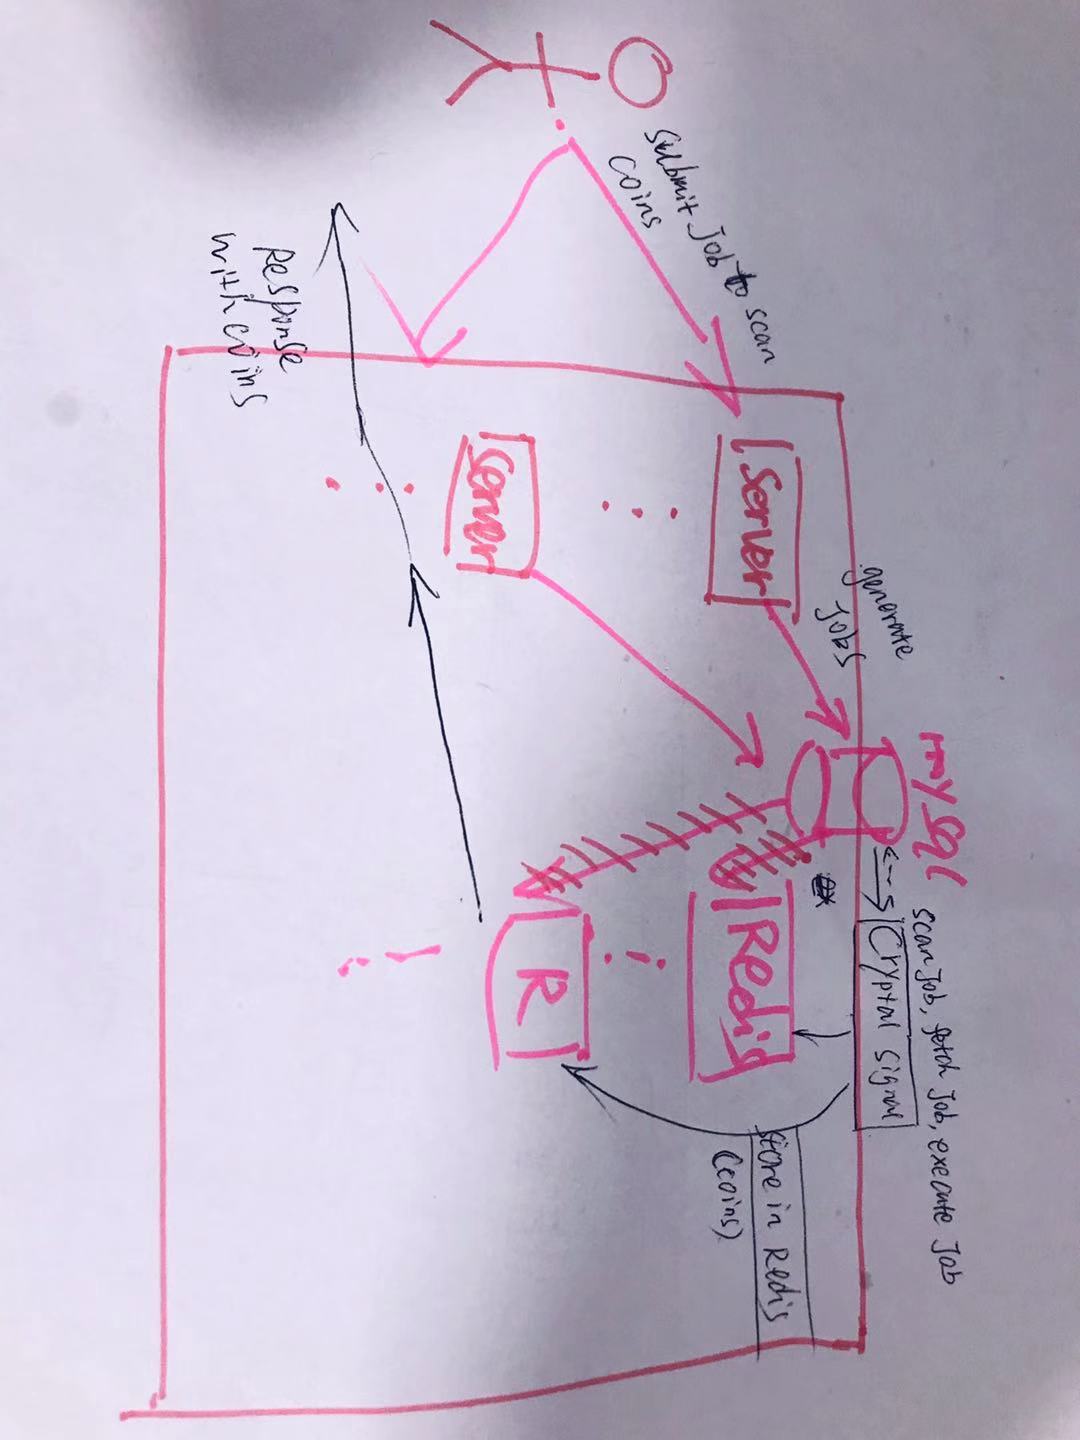 submit Job to scan
coins
Response
with coins
server
server
generate
Jobs
mysql
scan Job, fetch Job, execute Job
Cryptal signal
Redis
R
store in Redis
(coins)